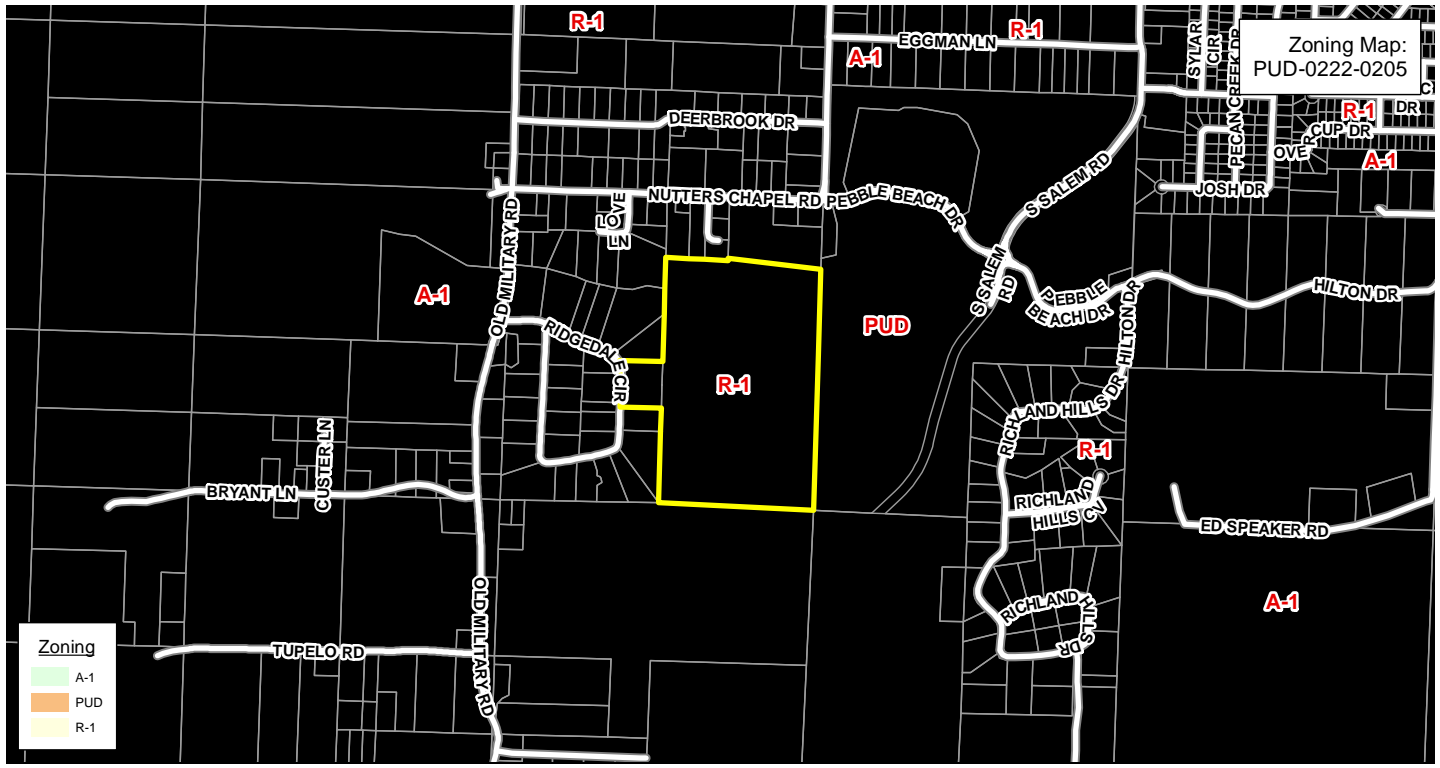 R-1
R-1
EGGMAN LN
A-1
SYLAR
CIR
PECAN CREEK DR
Zoning Map:
PUD-0222-0205
DR
R-1
CUP DR
OVER
A-1
DEERBROOK DR
S SALEM RD
JOSH DR
NUTTERS CHAPEL RD
PEBBLE BEACH DR
LOVE
LN
OLD MILITARY RD
S SALEM
RD
PEBBLE
BEACH DR
HILTON DR
HILTON DR
A-1
PUD
RIDGEDALE CIR
R-1
RICHLAND HILLS DR
R-1
CUSTER LN
BRYANT LN
RICHLAND
HILLS CV
ED SPEAKER RD
OLD MILITARY RD
RICHLAND
HILLS DR
A-1
TUPELO RD
Zoning
A-1
PUD
R-1